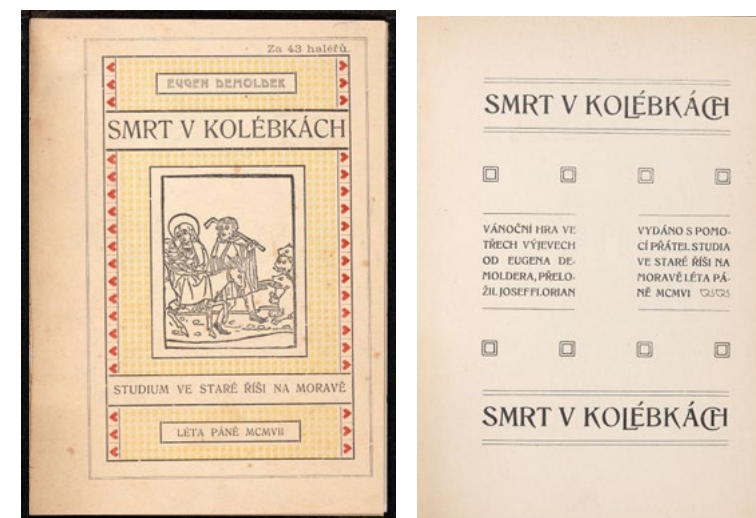 Za 43 haléřů.
EUGEN DEMOLDER
SMRT V KOLÉBKÁCH
STUDIUM VE STARÉ ŘÍŠI NA MORAVĚ
LÉTA PÁNĚ MCMVII
SMRT V KOLÉBKÁCH
VÁNOČNÍ HRA VE
TŘECH VÝJEVECH
OD EUGENA DE-
MOLDERA, PŘELO-
ŽIL JOSEF FLORIAN
VYDÁNO S POMO-
CÍ PŘÁTEL STUDIA
VE STARÉ ŘÍŠI NA
MORAVĚ LÉTA PÁ-
NĚ MCMVI
SMRT V KOLÉBKÁCH